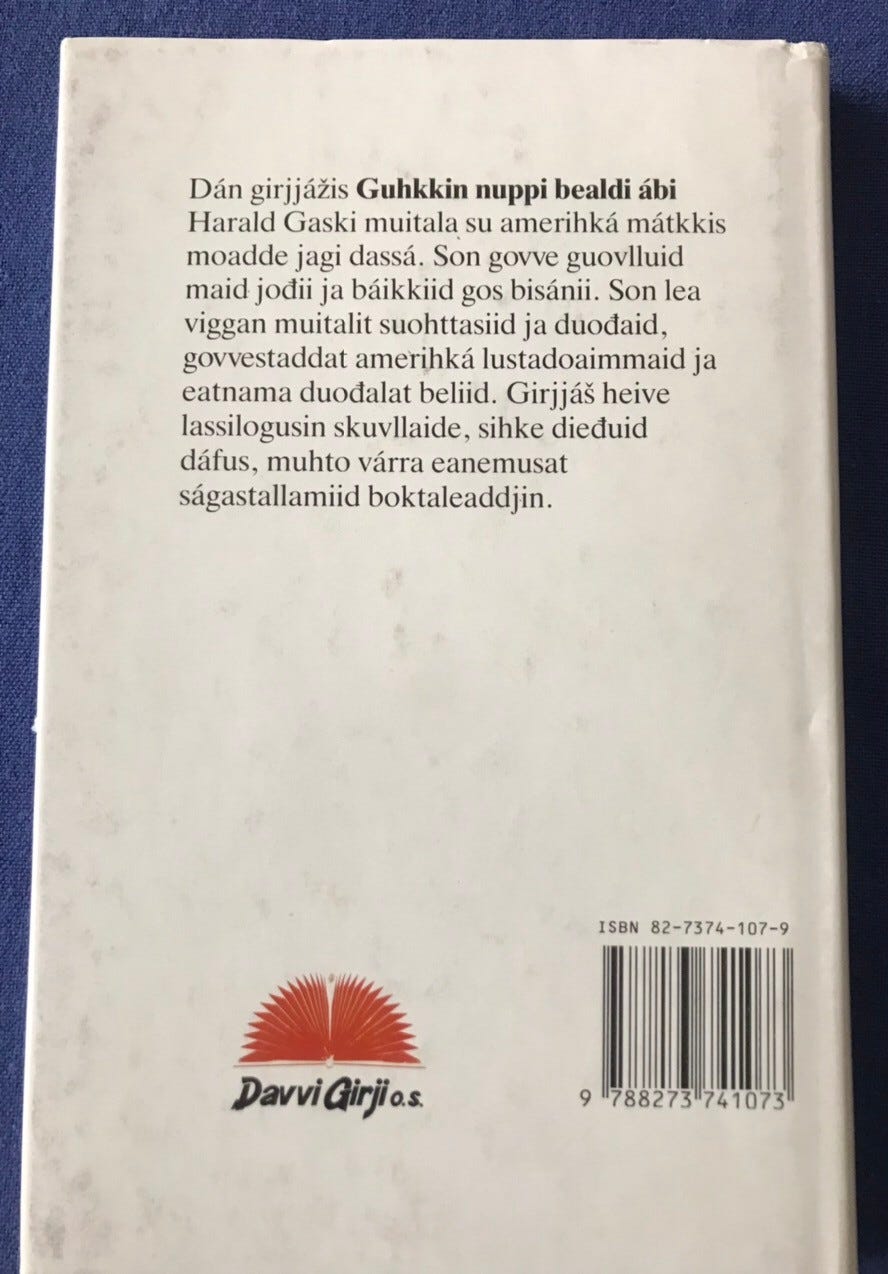 Dán girjjážis Guhkkin nuppi bealdi ábi
Harald Gaski muitala su amerihká mátkkis
moadde jagi dassá. Son govve guovlluid
maid jođii ja báikkiid gos bisánii. Son lea
viggan muitalit suohttasiid ja duođaid,
govvestaddat amerihká lustadoaimmaid ja
eatnama duođalat beliid. Girjjáš heive
lassilogusin skuvllaide, sihke dieđuid
dáfus, muhto várra eanemusat
ságastallamiid boktaleaddjin.
ISBN 82-7374-107-9
Davvi Girji o.s.
9 788273 741073